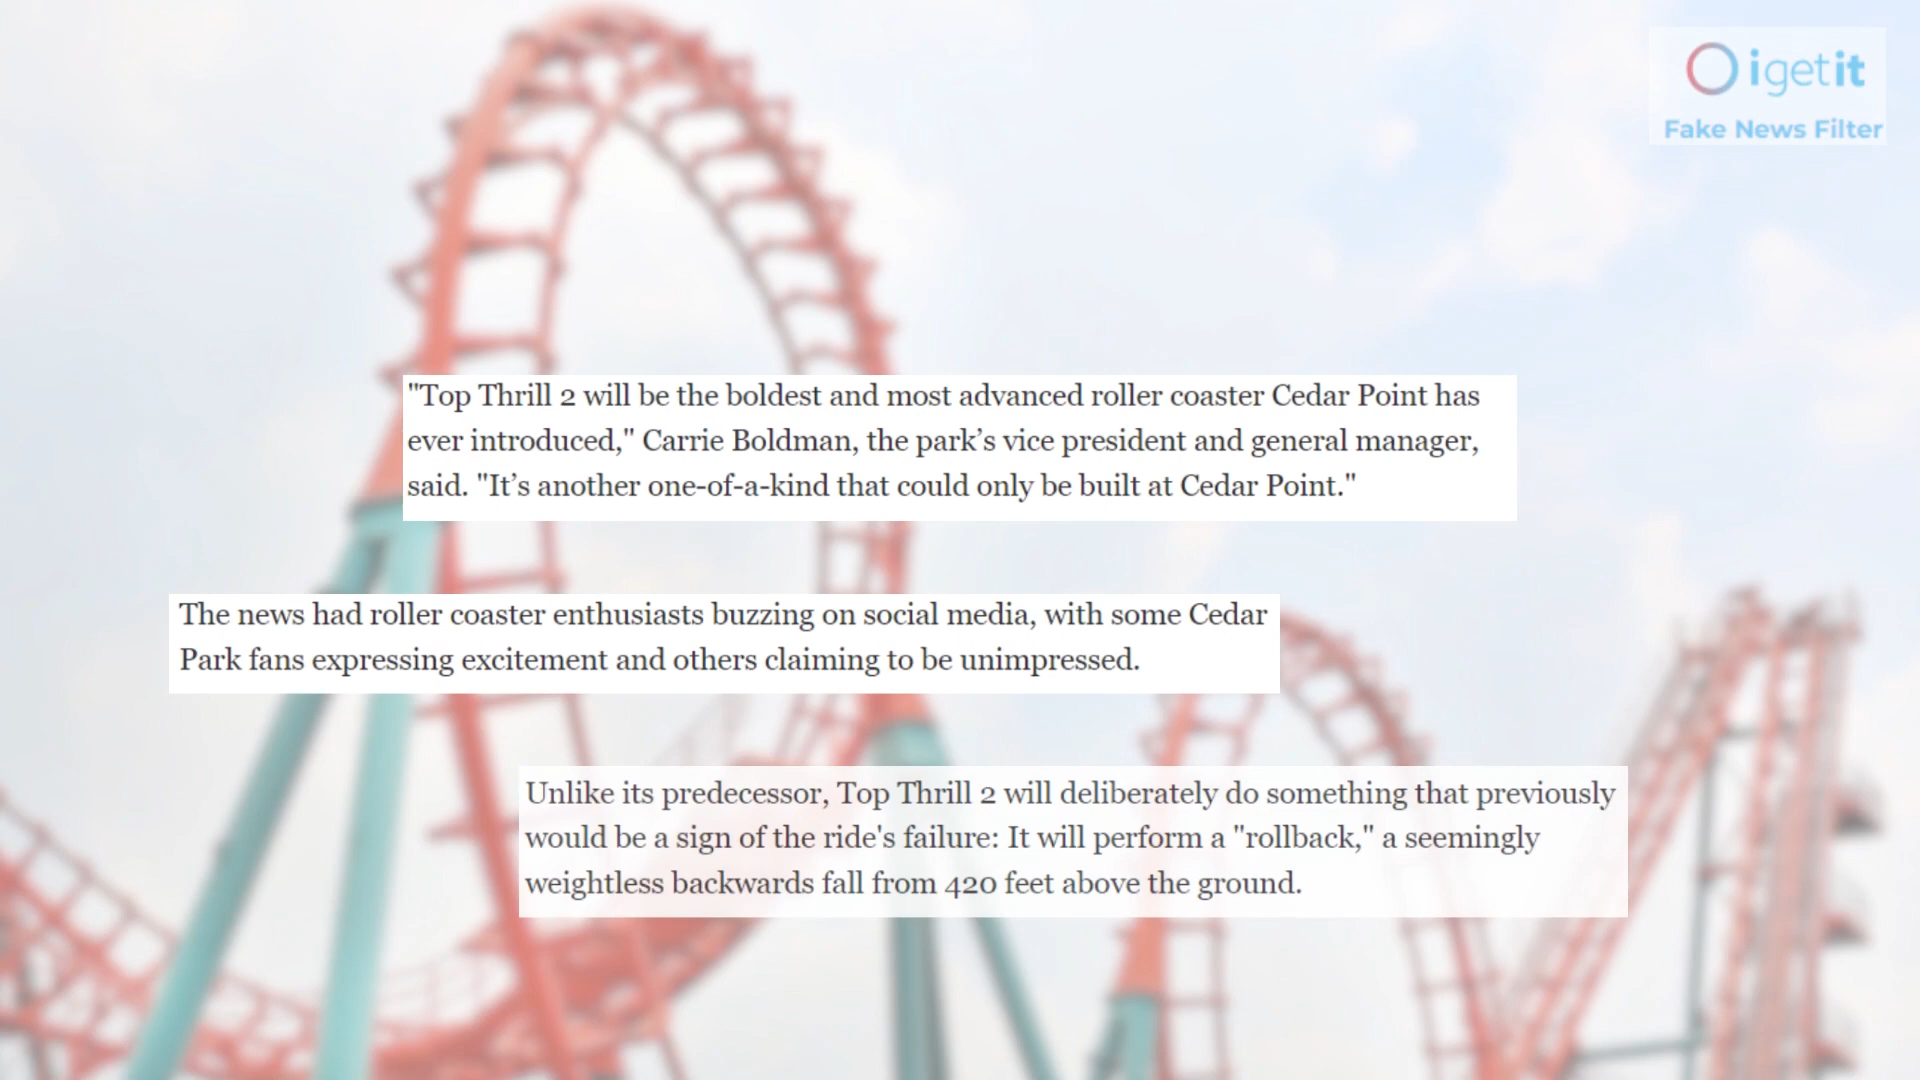 igetit
Fake News Filter
"Top Thrill 2 will be the boldest and most advanced roller coaster Cedar Point has
ever introduced," Carrie Boldman, the park’s vice president and general manager,
said. "It’s another one-of-a-kind that could only be built at Cedar Point."
The news had roller coaster enthusiasts buzzing on social media, with some Cedar
Park fans expressing excitement and others claiming to be unimpressed.
Unlike its predecessor, Top Thrill 2 will deliberately do something that previously
would be a sign of the ride's failure: It will perform a "rollback," a seemingly
weightless backwards fall from 420 feet above the ground.